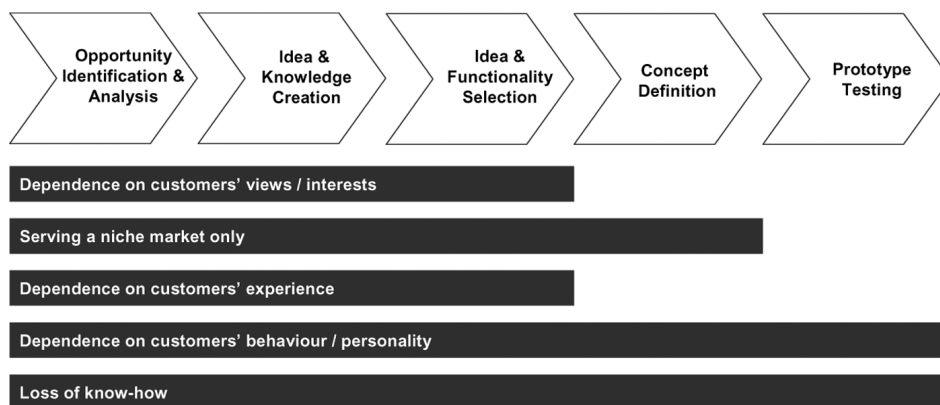 Opportunity
Identification &
Analysis
Idea &
Knowledge
Creation
Idea &
Functionality
Selection
Concept
Definition
Prototype
Testing
Dependence on customers’ views / interests
Serving a niche market only
Dependence on customers’ experience
Dependence on customers’ behaviour / personality
Loss of know-how